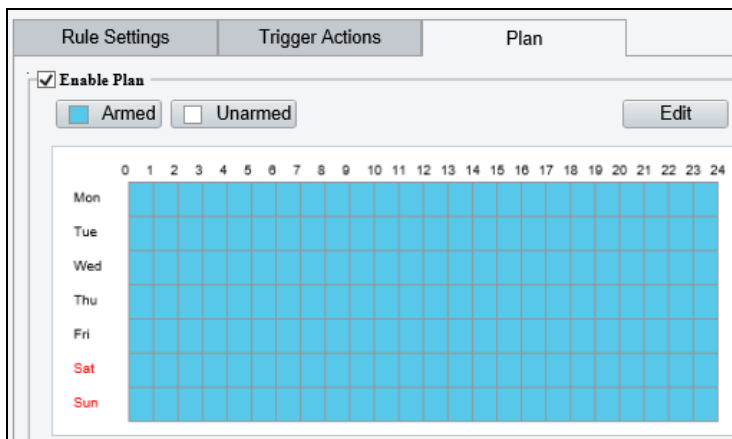 Rule Settings Trigger Actions Plan
Enable Plan
Armed Unarmed Edit
0 1 2 3 4 5 6 7 8 9 10 11 12 13 14 15 16 17 18 19 20 21 22 23 24
Mon
Tue
Wed
Thu
Fri
Sat
Sun